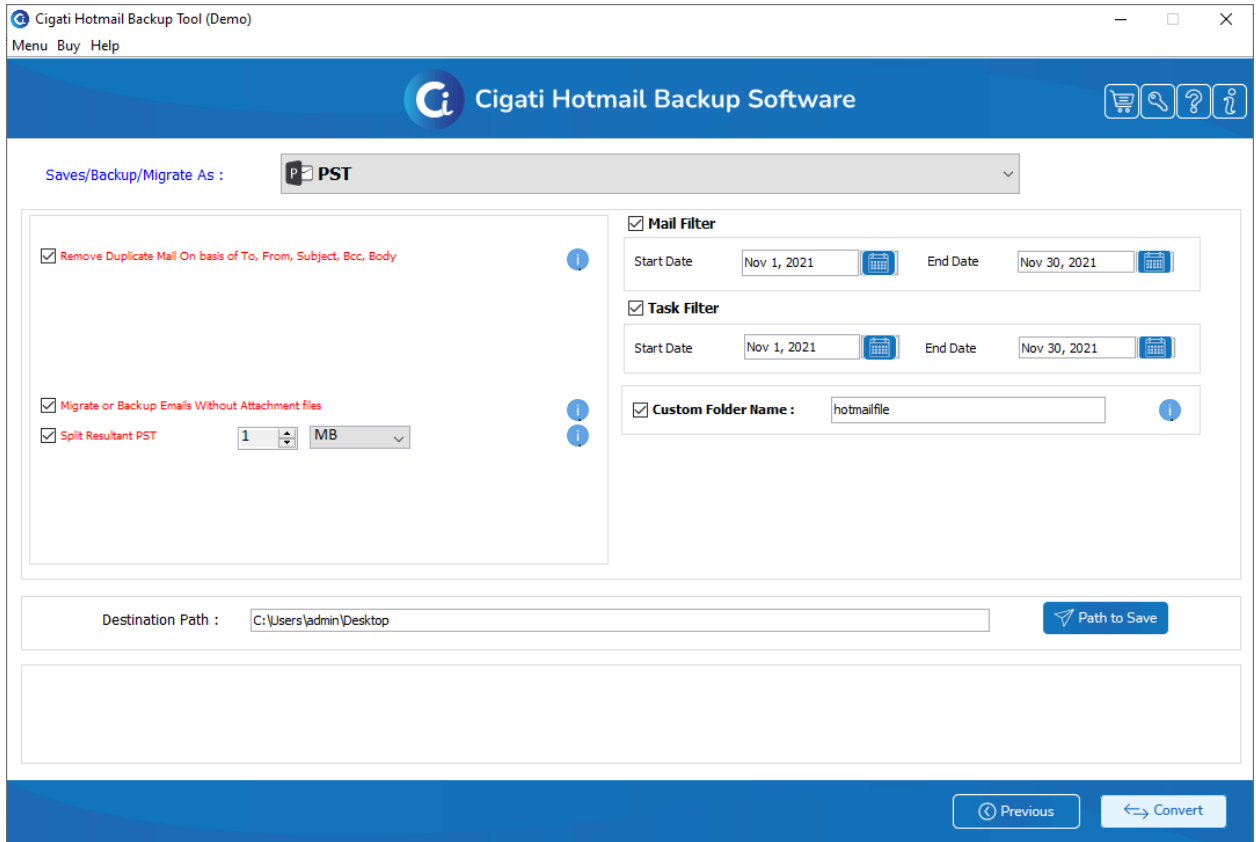 Cigati Hotmail Backup Tool (Demo)
Menu Buy Help
Ci Cigati Hotmail Backup Software
Saves/Backup/Migrate As : P PST
Remove Duplicate Mail On basis of To, From, Subject, Bcc, Body i
Mail Filter
Start Date Nov 1, 2021 End Date Nov 30, 2021
Task Filter
Start Date Nov 1, 2021 End Date Nov 30, 2021
Migrate or Backup Emails Without Attachment files i
Custom Folder Name : hotmailfile i
Split Resultant PST 1 MB i
Destination Path : C:\Users\admin\Desktop Path to Save
Previous Convert